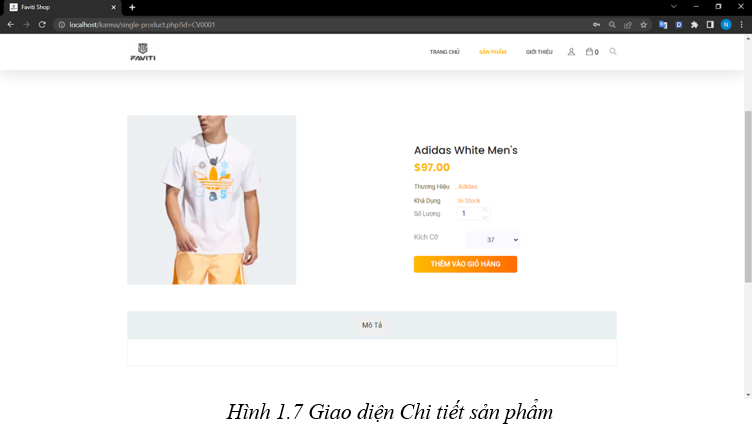 Faviti Shop
localhost/karma/single-product.php?id=CV0001
N
FAVITI
TRANG CHỦ
SẢN PHẨM
GIỚI THIỆU
0
Adidas White Men's
$97.00
Thương Hiệu : Adidas
Khả Dụng : In Stock
Số Lượng 1
Kích Cỡ 37
THÊM VÀO GIỎ HÀNG
Mô Tả
Hình 1.7 Giao diện Chi tiết sản phẩm